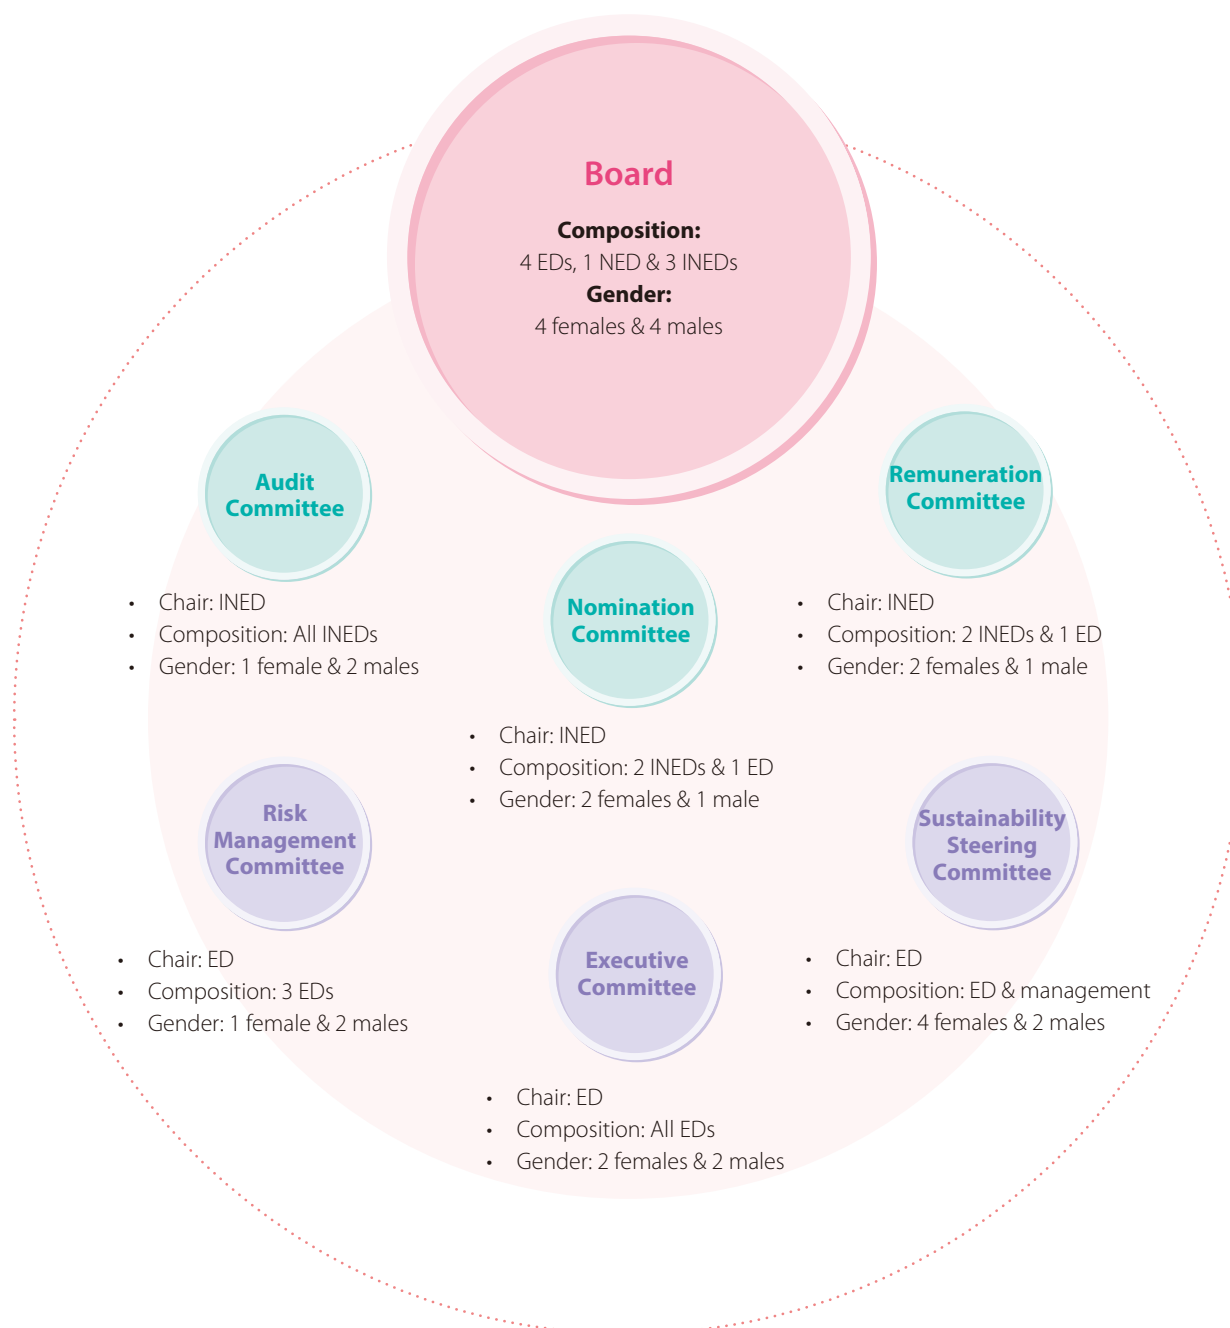 Board
Composition:
4 EDs, 1 NED & 3 INEDs
Gender:
4 females & 4 males
Audit
Committee
• Chair: INED
• Composition: All INEDs
• Gender: 1 female & 2 males
Nomination
Committee
• Chair: INED
• Composition: 2 INEDs & 1 ED
• Gender: 2 females & 1 male
Remuneration
Committee
• Chair: INED
• Composition: 2 INEDs & 1 ED
• Gender: 2 females & 1 male
Risk
Management
Committee
• Chair: ED
• Composition: 3 EDs
• Gender: 1 female & 2 males
Executive
Committee
• Chair: ED
• Composition: All EDs
• Gender: 2 females & 2 males
Sustainability
Steering
Committee
• Chair: ED
• Composition: ED & management
• Gender: 4 females & 2 males